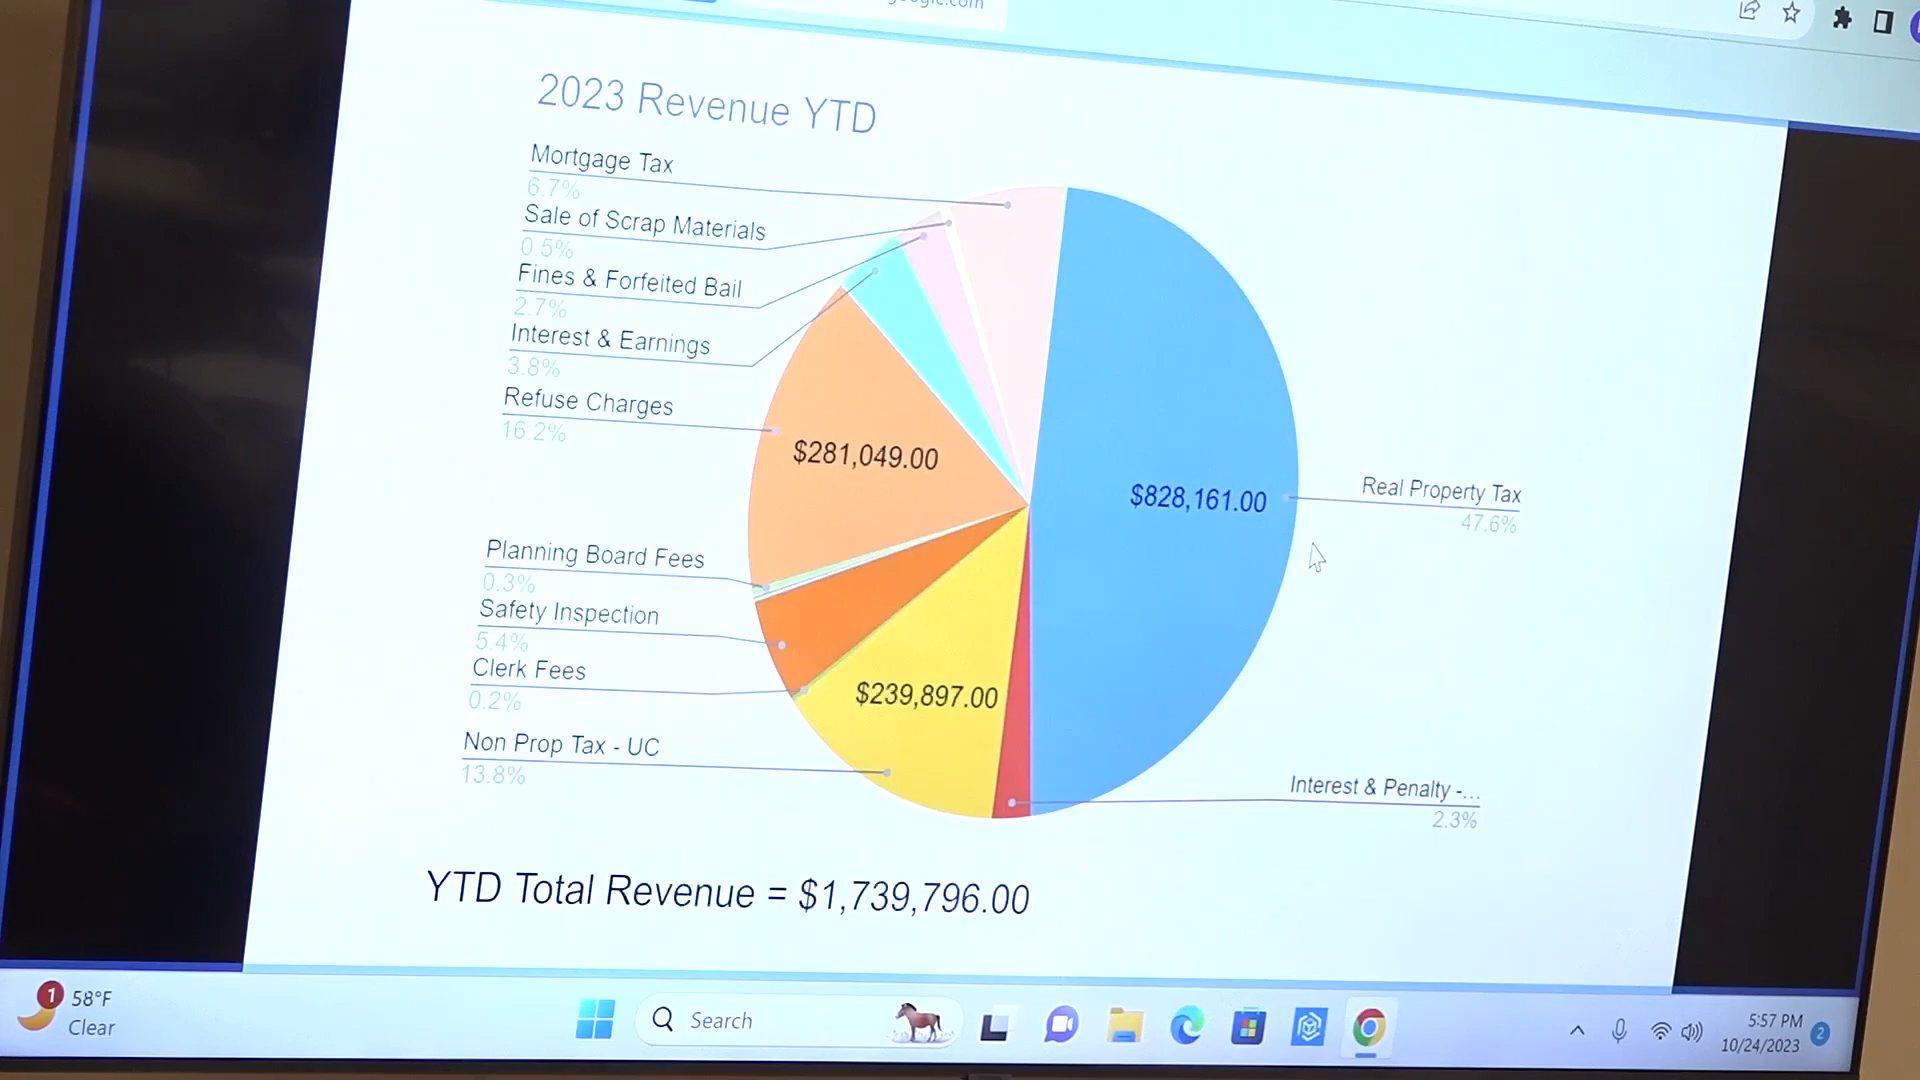 google.com
2023 Revenue YTD
Mortgage Tax
6.7%
Sale of Scrap Materials
0.5%
Fines & Forfeited Bail
2.7%
Interest & Earnings
3.8%
Refuse Charges
16.2%
Planning Board Fees
0.3%
Safety Inspection
5.4%
Clerk Fees
0.2%
Non Prop Tax - UC
13.8%
$281,049.00
$239,897.00
$828,161.00
Real Property Tax
47.6%
Interest & Penalty -...
2.3%
YTD Total Revenue = $1,739,796.00
1
58°F
Clear
Search
5:57 PM
10/24/2023
2